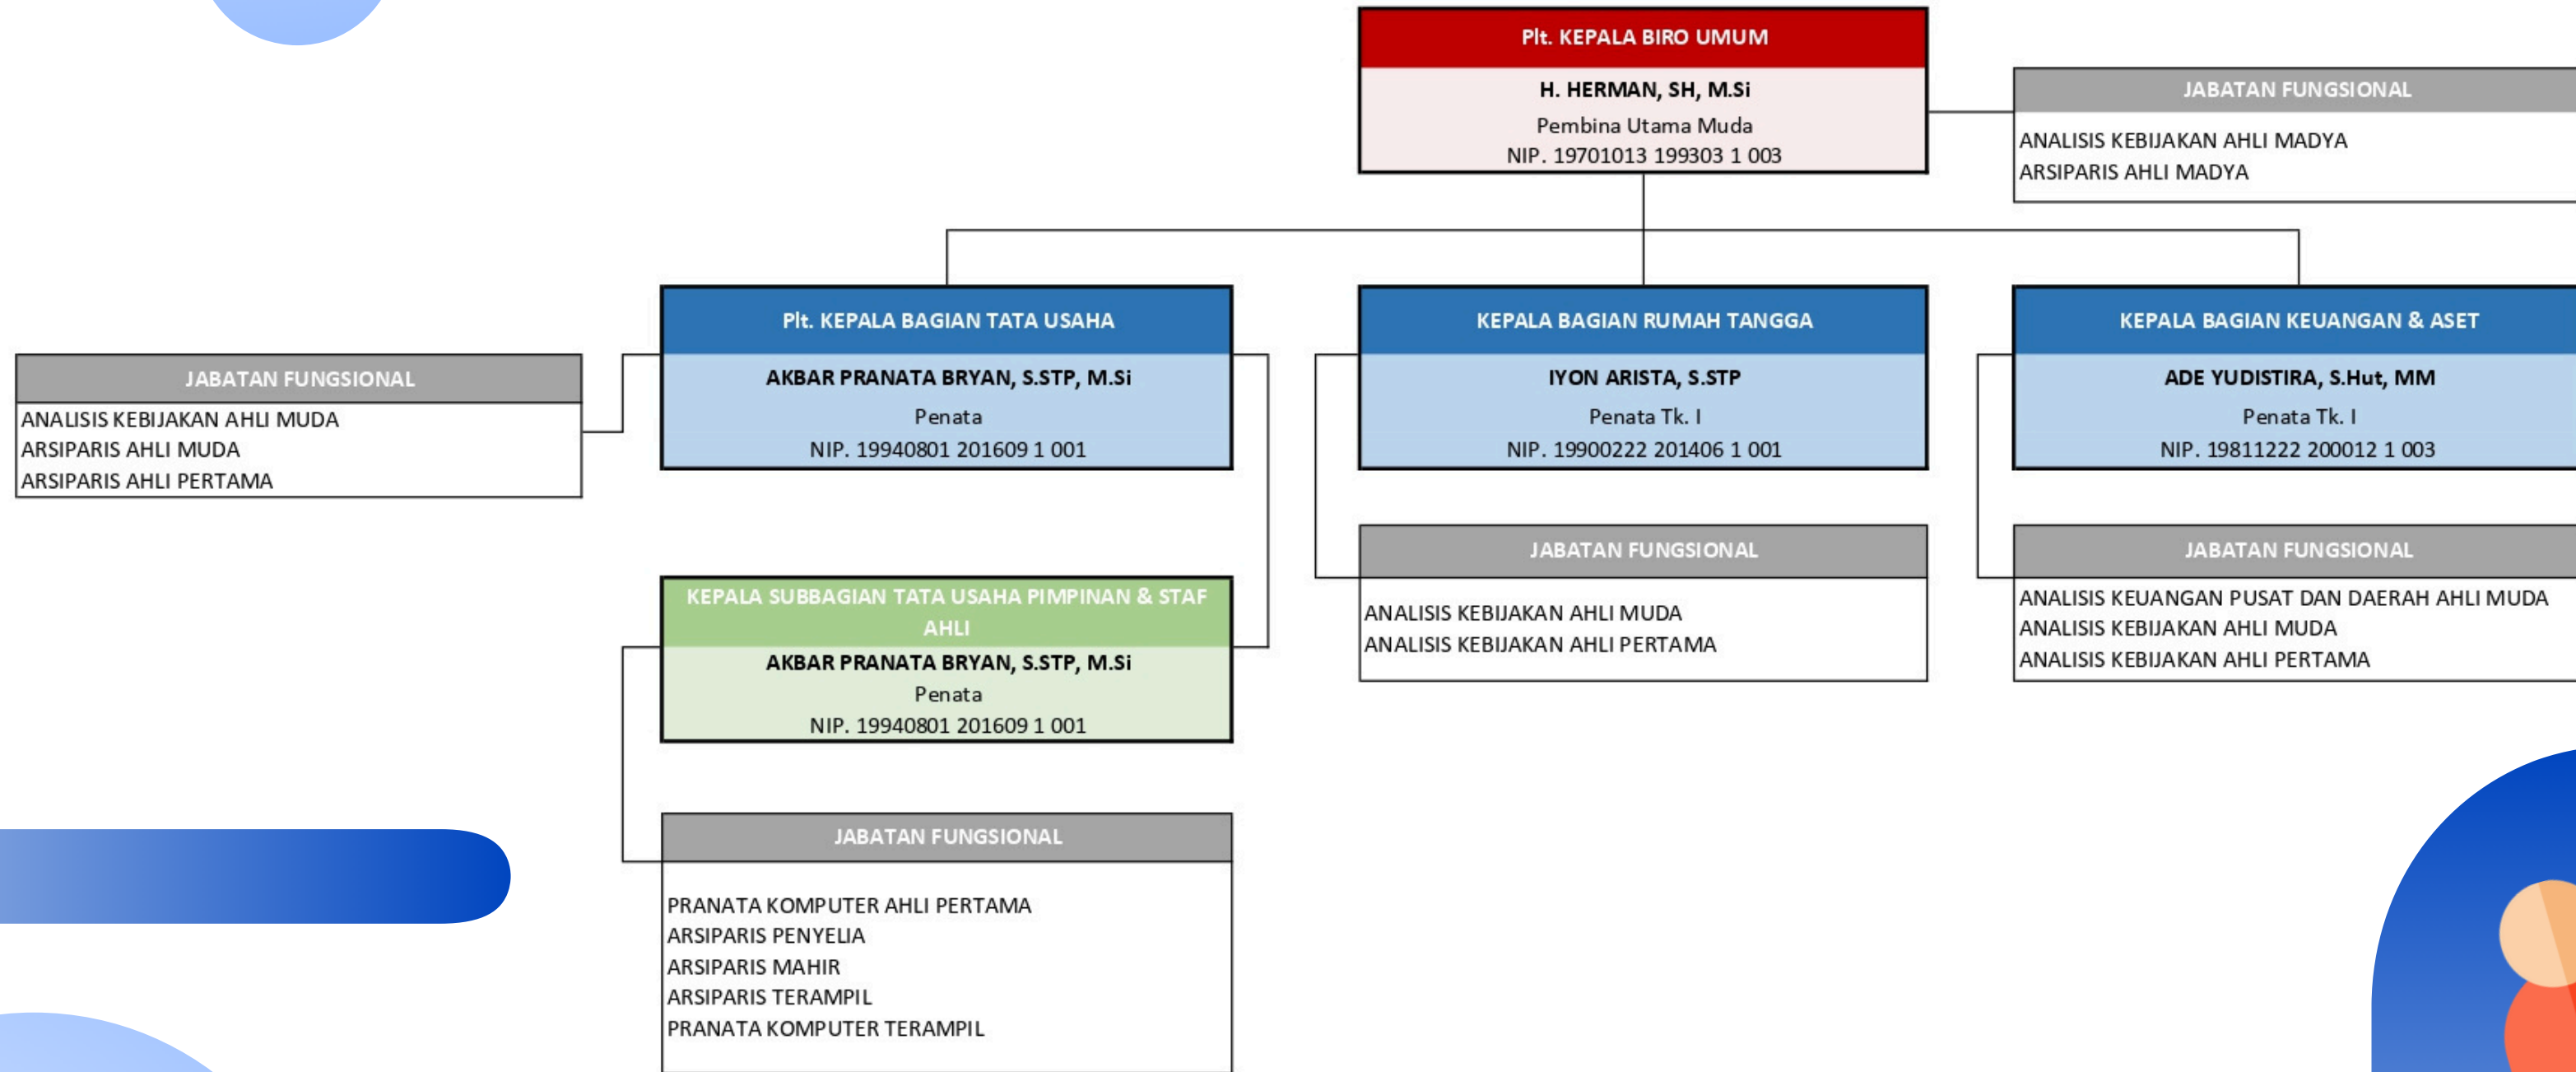 Plt. KEPALA BIRO UMUM
H. HERMAN, SH, M.Si
Pembina Utama Muda
NIP. 19701013 199303 1 003
JABATAN FUNGSIONAL
ANALISIS KEBIJAKAN AHLI MADYA
ARSIPARIS AHLI MADYA
JABATAN FUNGSIONAL
ANALISIS KEBIJAKAN AHLI MUDA
ARSIPARIS AHLI MUDA
ARSIPARIS AHLI PERTAMA
Plt. KEPALA BAGIAN TATA USAHA
AKBAR PRANATA BRYAN, S.STP, M.Si
Penata
NIP. 19940801 201609 1 001
KEPALA BAGIAN RUMAH TANGGA
IYON ARISTA, S.STP
Penata Tk. I
NIP. 19900222 201406 1 001
KEPALA BAGIAN KEUANGAN & ASET
ADE YUDISTIRA, S.Hut, MM
Penata Tk. I
NIP. 19811222 200012 1 003
KEPALA SUBBAGIAN TATA USAHA PIMPINAN & STAF
AHLI
AKBAR PRANATA BRYAN, S.STP, M.Si
Penata
NIP. 19940801 201609 1 001
JABATAN FUNGSIONAL
ANALISIS KEBIJAKAN AHLI MUDA
ANALISIS KEBIJAKAN AHLI PERTAMA
JABATAN FUNGSIONAL
ANALISIS KEUANGAN PUSAT DAN DAERAH AHLI MUDA
ANALISIS KEBIJAKAN AHLI MUDA
ANALISIS KEBIJAKAN AHLI PERTAMA
JABATAN FUNGSIONAL
PRANATA KOMPUTER AHLI PERTAMA
ARSIPARIS PENYELIA
ARSIPARIS MAHIR
ARSIPARIS TERAMPIL
PRANATA KOMPUTER TERAMPIL